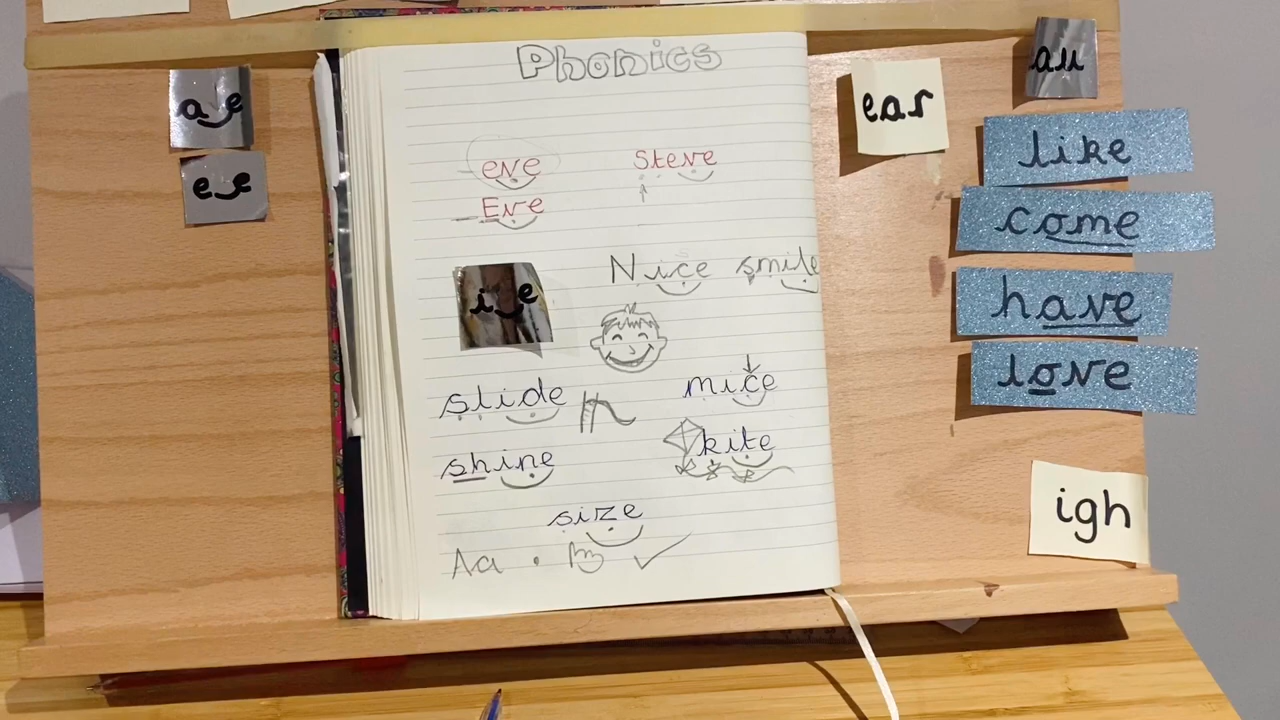 Phonics
a_e
e_e
eve Steve
Eve
i_e
Nice smile
slide mice
shine kite
size
Aa .
ear
au
like
come
have
love
igh